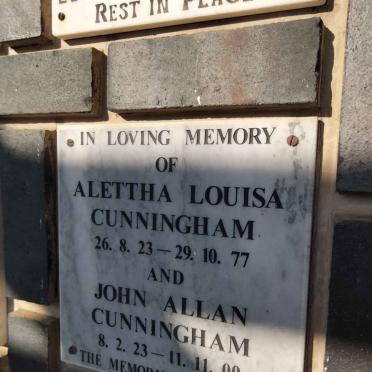 REST IN PEACE
IN LOVING MEMORY
OF
ALETTHA LOUISA
CUNNINGHAM
26. 8. 23 — 29. 10. 77
AND
JOHN ALLAN
CUNNINGHAM
8. 2. 23 — 11. 11. 00
THE